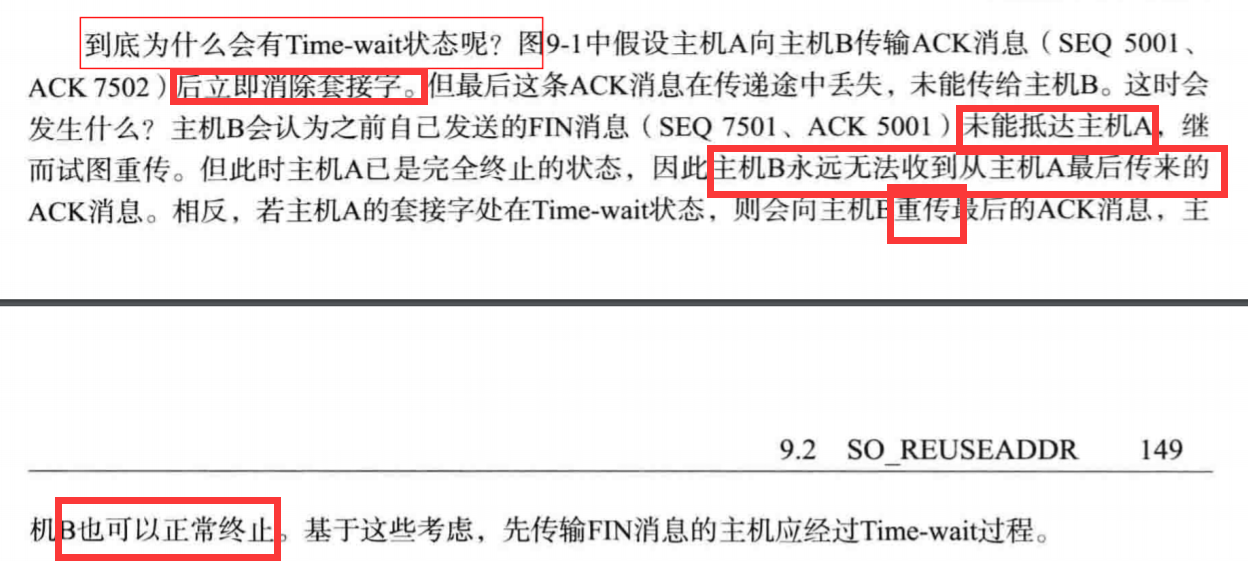 到底为什么会有Time-wait状态呢？图9-1中假设主机A向主机B传输ACK消息（SEQ 5001、
ACK 7502）后立即消除套接字。但最后这条ACK消息在传递途中丢失，未能传给主机B。这时会
发生什么？主机B会认为之前自己发送的FIN消息（SEQ 7501、ACK 5001）未能抵达主机A，继
而试图重传。但此时主机A已是完全终止的状态，因此主机B永远无法收到从主机A最后传来的
ACK消息。相反，若主机A的套接字处在Time-wait状态，则会向主机B重传最后的ACK消息，主
9.2 SO_REUSEADDR 149
机B也可以正常终止。基于这些考虑，先传输FIN消息的主机应经过Time-wait过程。